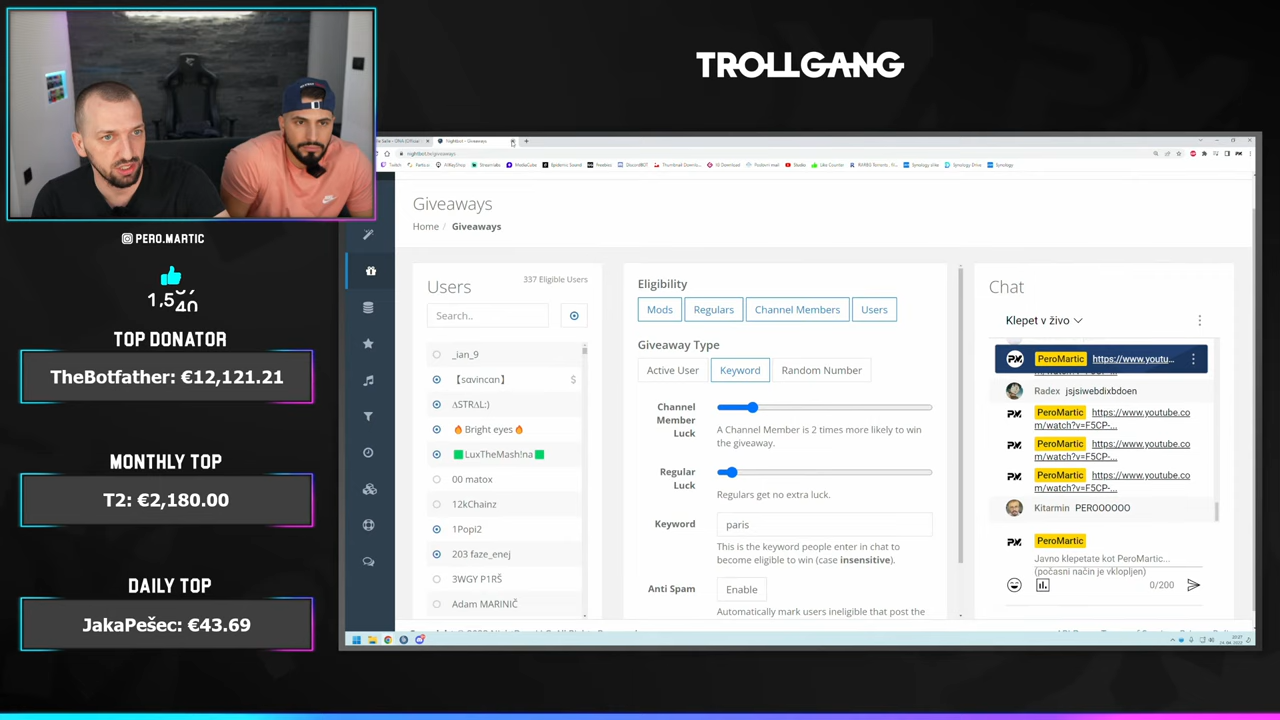 TROLLGANG
PERO.MARTIC
1,5
TOP DONATOR
TheBotfather: €12,121.21
MONTHLY TOP
T2: €2,180.00
DAILY TOP
JakaPešec: €43.69
Nightbot - Giveaways
Giveaways
Home / Giveaways
Users
337 Eligible Users
Search..
_ian_9
【sαvincαn】 $
ΔSTRΔL:)
🔥 Bright eyes 🔥
🟩LuxTheMash!na🟩
00 matox
12kChainz
1Popi2
203 faze_enej
3WGY P1RŠ
Adam MARINIČ
Eligibility
Mods Regulars Channel Members Users
Giveaway Type
Active User Keyword Random Number
Channel Member Luck
A Channel Member is 2 times more likely to win
the giveaway.
Regular Luck
Regulars get no extra luck.
Keyword paris
This is the keyword people enter in chat to
become eligible to win (case insensitive).
Anti Spam Enable
Automatically mark users ineligible that post the
Chat
Klepet v živo
PeroMartic https://www.youtu...
Radex jsjsiwebdixbdoen
PeroMartic https://www.youtube.co
m/watch?v=F5CP-...
PeroMartic https://www.youtube.co
m/watch?v=F5CP-...
PeroMartic https://www.youtube.co
m/watch?v=F5CP-...
Kitarmin PEROOOOOO
PeroMartic
Javno klepetate kot PeroMartic...
(počasni način je vklopljen)
0/200